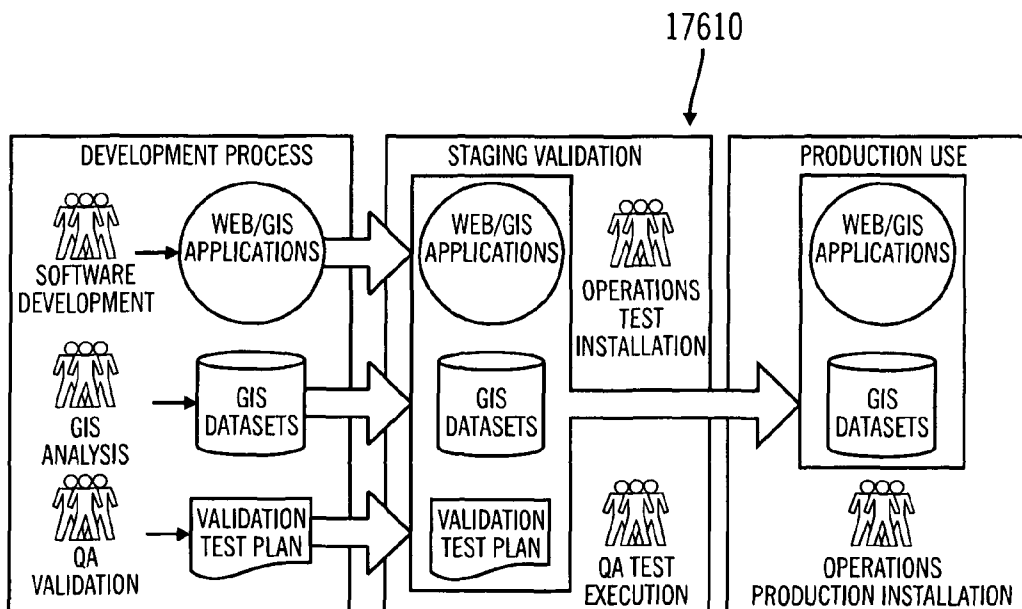 17610
DEVELOPMENT PROCESS
SOFTWARE
DEVELOPMENT
WEB/GIS
APPLICATIONS
GIS
ANALYSIS
GIS
DATASETS
QA
VALIDATION
VALIDATION
TEST PLAN
STAGING VALIDATION
WEB/GIS
APPLICATIONS
OPERATIONS
TEST
INSTALLATION
GIS
DATASETS
VALIDATION
TEST PLAN
QA TEST
EXECUTION
PRODUCTION USE
WEB/GIS
APPLICATIONS
GIS
DATASETS
OPERATIONS
PRODUCTION INSTALLATION